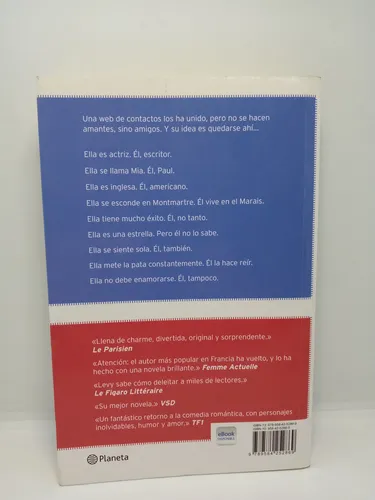 Una web de contactos los ha unido, pero no se hacen
amantes, sino amigos. Y su idea es quedarse ahí...
Ella es actriz. Él, escritor.
Ella se llama Mia. Él, Paul.
Ella es inglesa. Él, americano.
Ella se esconde en Montmartre. Él vive en el Marais.
Ella tiene mucho éxito. Él, no tanto.
Ella es una estrella. Pero él no lo sabe.
Ella se siente sola. Él, también.
Ella mete la pata constantemente. Él la hace reír.
Ella no debe enamorarse. Él, tampoco.
«Llena de charme, divertida, original y sorprendente.»
Le Parisien
«Atención: el autor más popular en Francia ha vuelto, y lo ha
hecho con una novela brillante.» Femme Actuelle
«Levy sabe cómo deleitar a miles de lectores.»
Le Figaro Littéraire
«Su mejor novela.» VSD
«Un fantástico retorno a la comedia romántica, con personajes
inolvidables, humor y amor.» TF1
Planeta
eBook